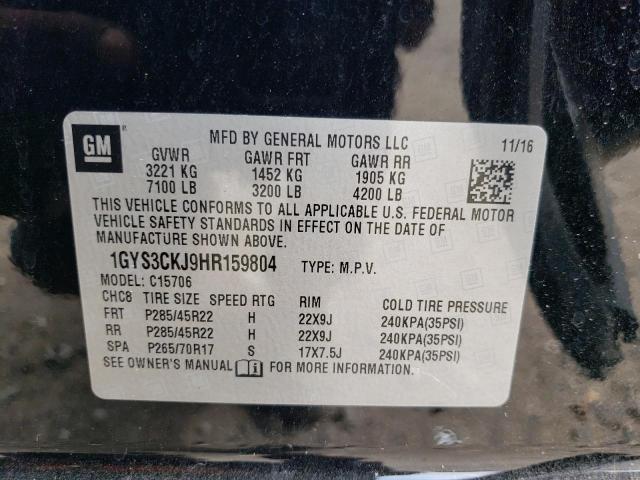 GM
MFD BY GENERAL MOTORS LLC 11/16
GVWR GAWR FRT GAWR RR
3221 KG 1452 KG 1905 KG
7100 LB 3200 LB 4200 LB
THIS VEHICLE CONFORMS TO ALL APPLICABLE U.S. FEDERAL MOTOR
VEHICLE SAFETY STANDARDS IN EFFECT ON THE DATE OF
MANUFACTURE SHOWN ABOVE.
1GYS3CKJ9HR159804 TYPE: M.P.V.
MODEL: C15706
CHC8 TIRE SIZE SPEED RTG RIM COLD TIRE PRESSURE
FRT P285/45R22 H 22X9J 240KPA(35PSI)
RR P285/45R22 H 22X9J 240KPA(35PSI)
SPA P265/70R17 S 17X7.5J 240KPA(35PSI)
SEE OWNER'S MANUAL FOR MORE INFORMATION.